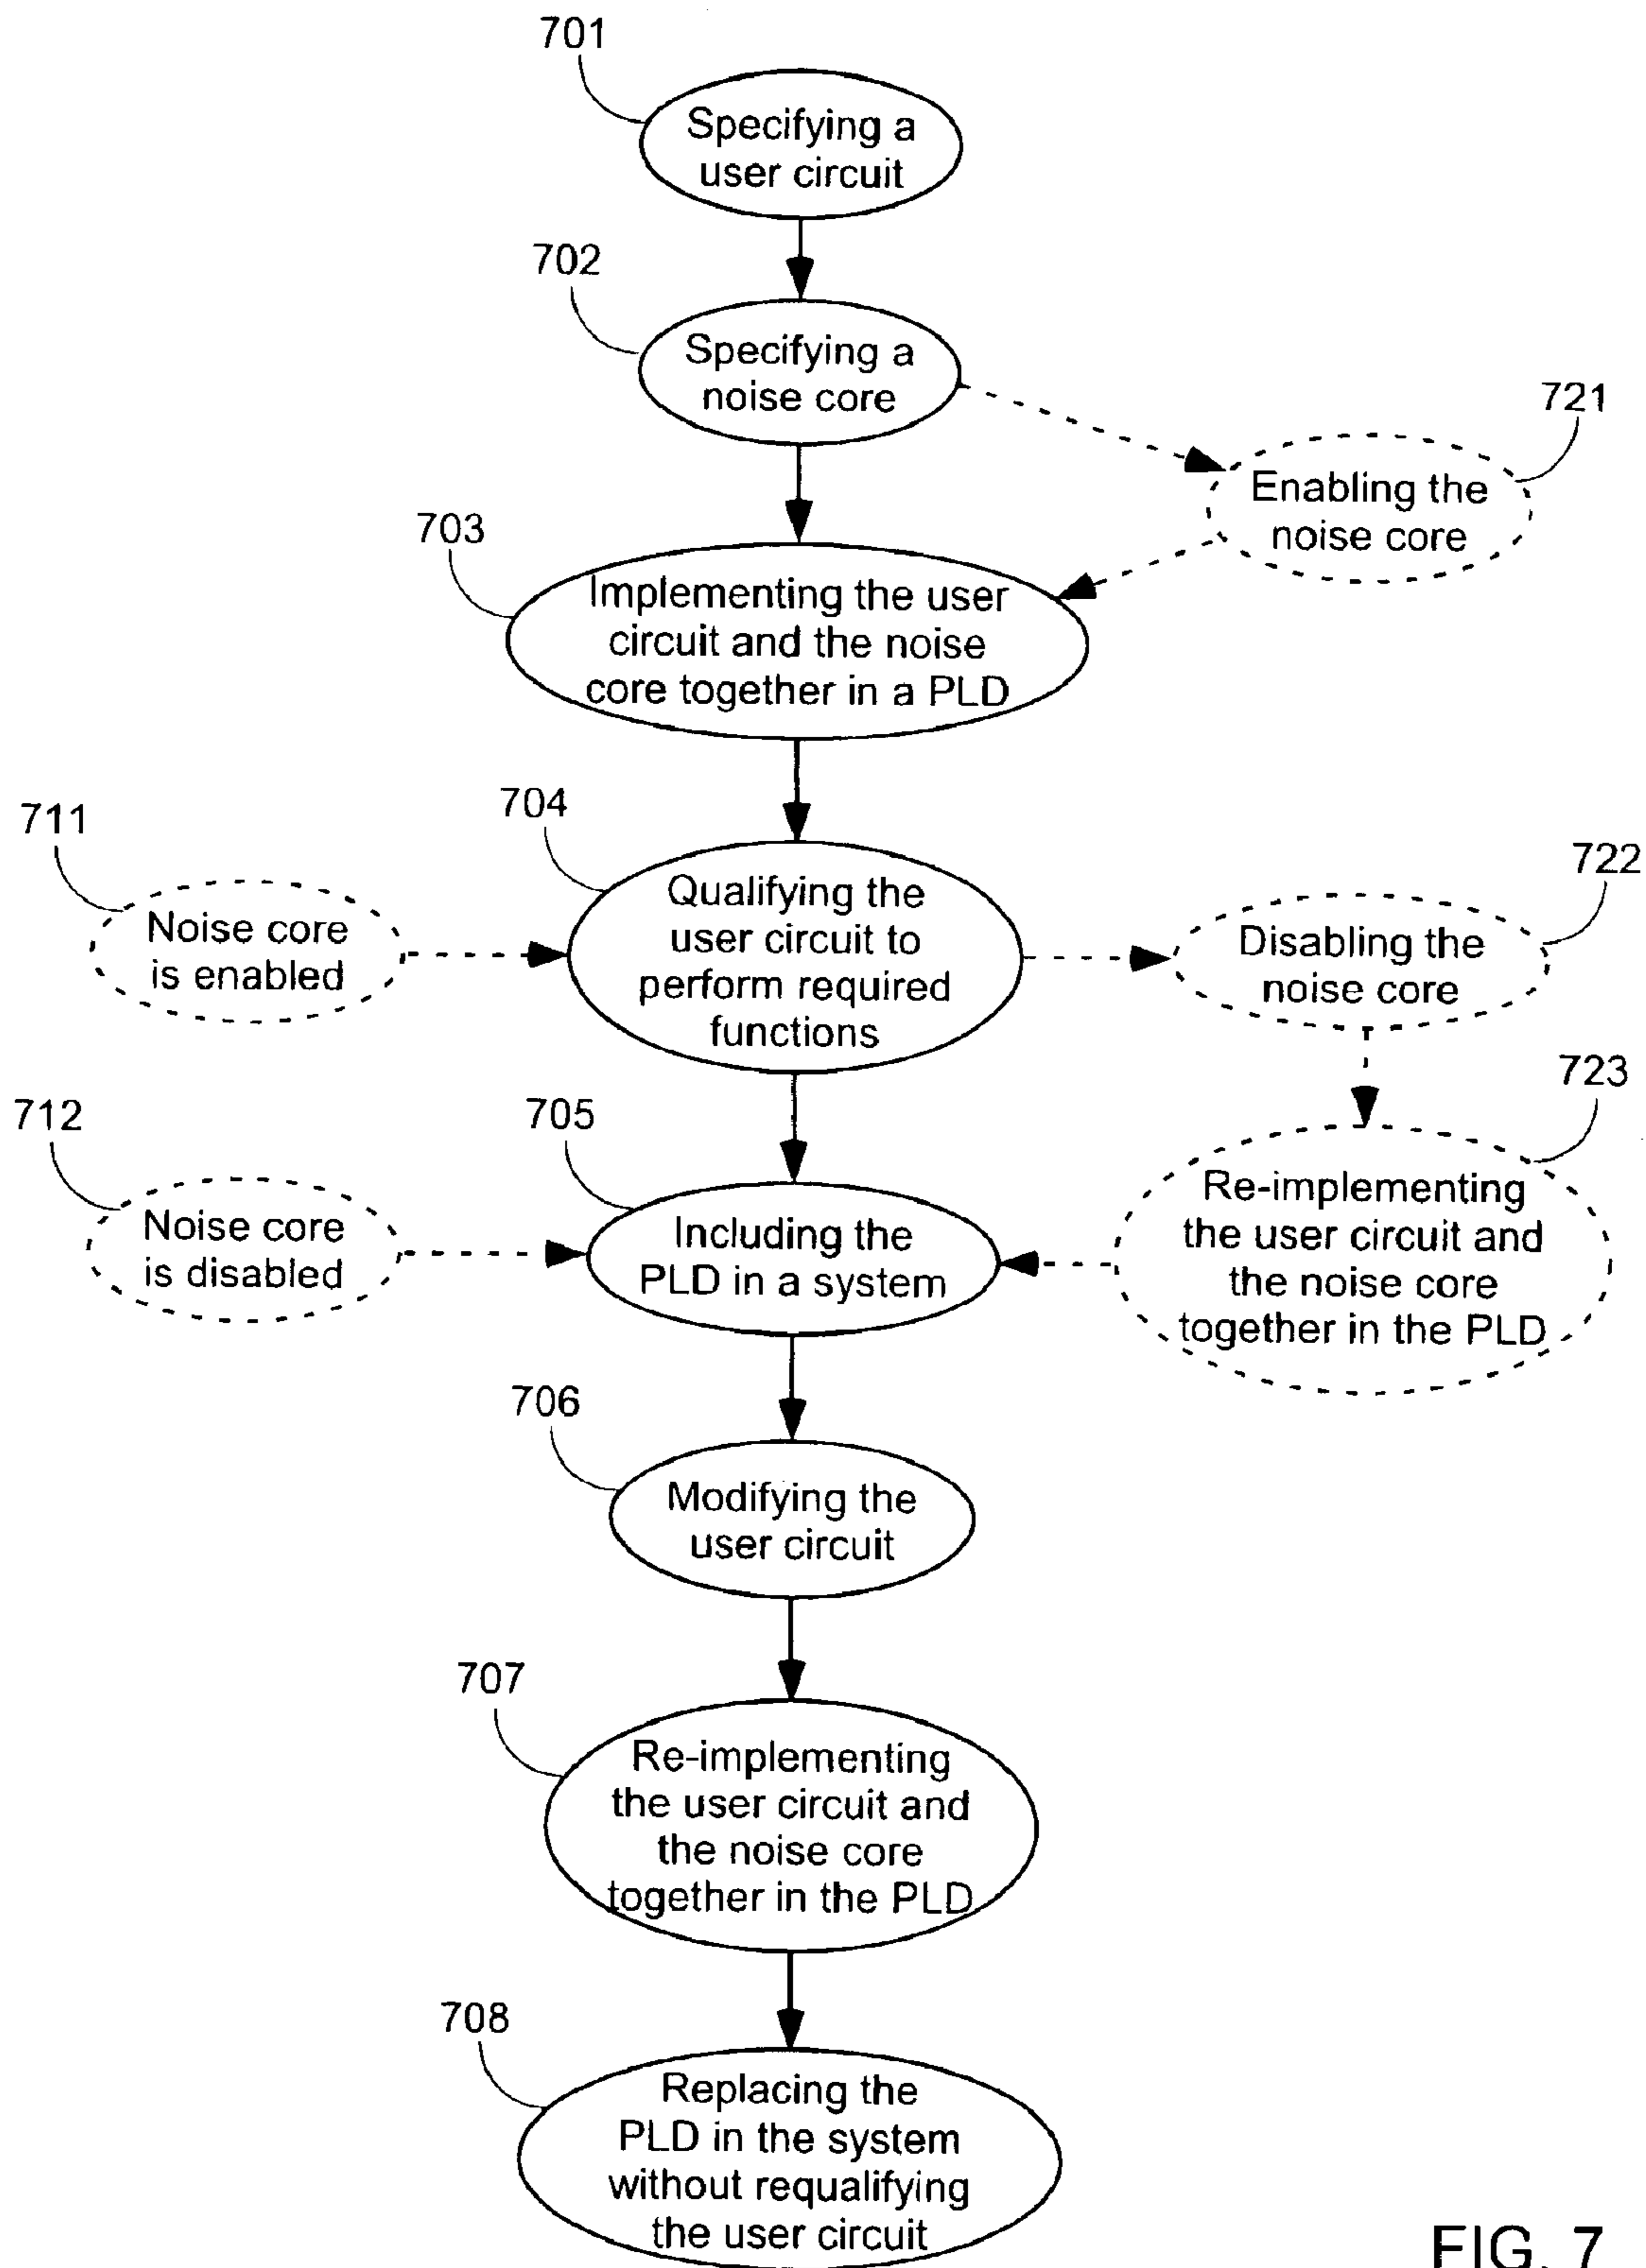 701
Specifying a
user circuit
702
Specifying a
noise core
721
Enabling the
noise core
703
Implementing the user
circuit and the noise
core together in a PLD
711
Noise core
is enabled
704
Qualifying the
user circuit to
perform required
functions
722
Disabling the
noise core
712
Noise core
is disabled
705
Including the
PLD in a system
723
Re-implementing
the user circuit and
the noise core
together in the PLD
706
Modifying the
user circuit
707
Re-implementing
the user circuit and
the noise core
together in the PLD
708
Replacing the
PLD in the system
without requalifying
the user circuit
FIG. 7